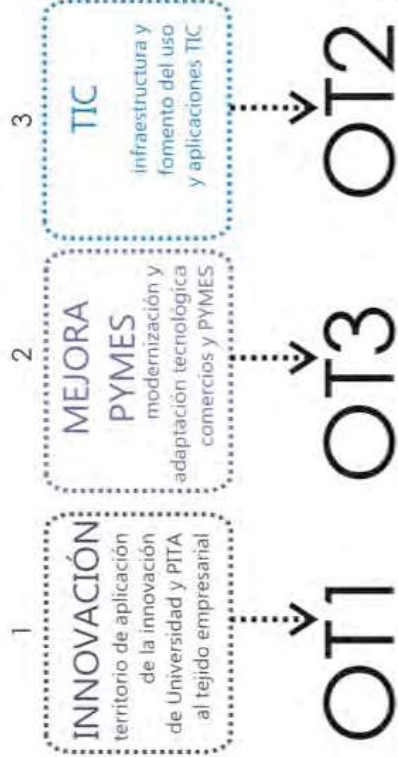 1
INNOVACIÓN
territorio de aplicación
de la innovación
de Universidad y PITA
al tejido empresarial
OT1
2
MEJORA
PYMES
modernización y
adaptación tecnológica
comercios y PYMES
OT3
3
TIC
infraestructura y
fomento del uso
y aplicaciones TIC
OT2